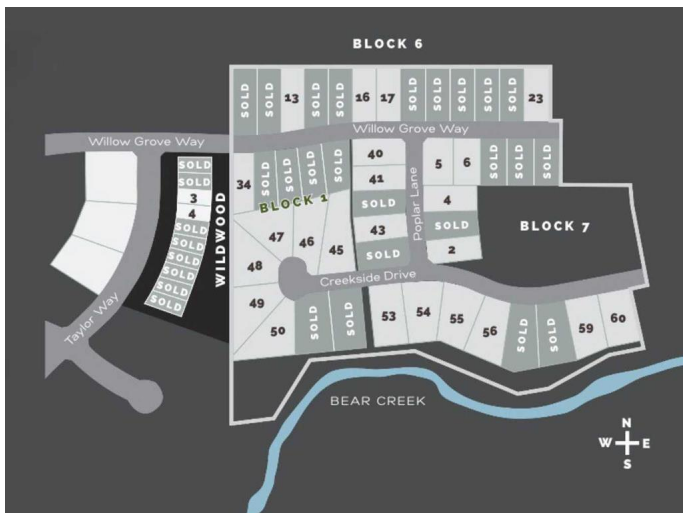 BLOCK 6
SOLD
SOLD
13
SOLD
SOLD
16
17
SOLD
SOLD
SOLD
SOLD
SOLD
23
Willow Grove Way
Willow Grove Way
SOLD
SOLD
3
4
SOLD
SOLD
SOLD
SOLD
SOLD
WILDWOOD
34
SOLD
SOLD
SOLD
SOLD
BLOCK 1
40
41
SOLD
43
SOLD
Poplar Lane
5
6
SOLD
SOLD
SOLD
4
SOLD
2
BLOCK 7
47
46
45
48
49
50
Creekside Drive
SOLD
SOLD
53
54
55
56
SOLD
SOLD
59
60
Taylor Way
BEAR CREEK
N
W E
S